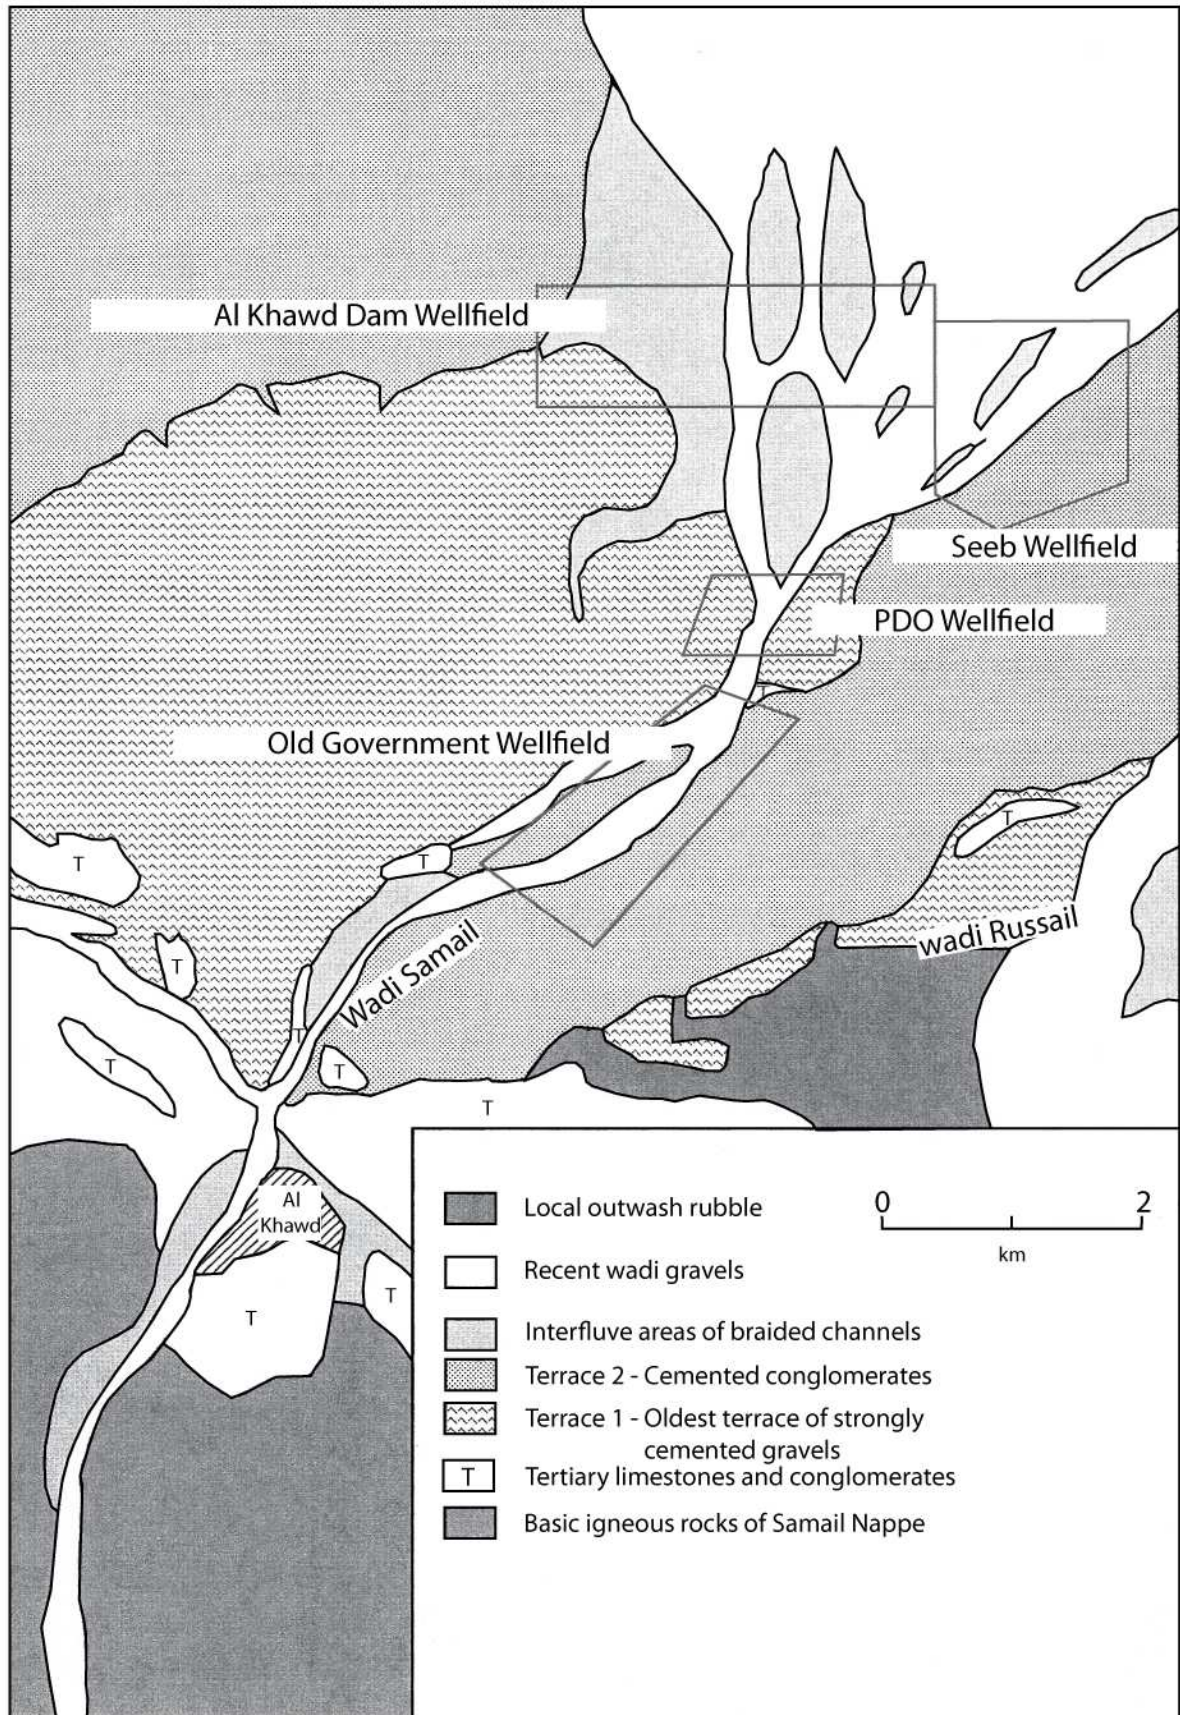 Al Khawd Dam Wellfield
Seeb Wellfield
PDO Wellfield
T
Old Government Wellfield
T
T
T
wadi Russail
T
Wadi Samail
T
T
T
T
Al
Khawd
T
T
Local outwash rubble
0 2
km
Recent wadi gravels
Interfluve areas of braided channels
Terrace 2 - Cemented conglomerates
Terrace 1 - Oldest terrace of strongly
cemented gravels
T Tertiary limestones and conglomerates
Basic igneous rocks of Samail Nappe